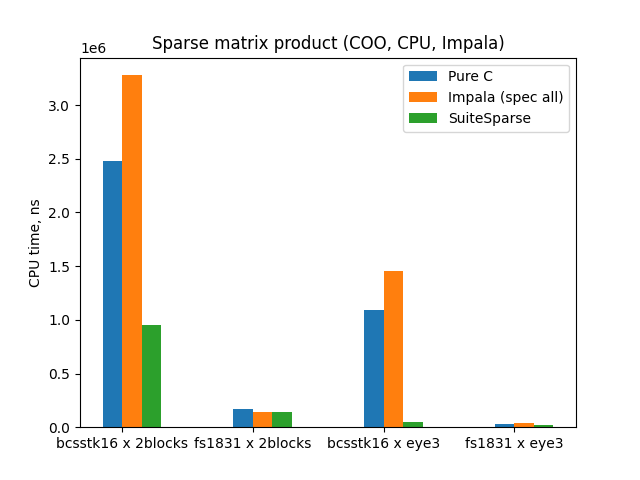 Sparse matrix product (COO, CPU, Impala)
1e6
Pure C
Impala (spec all)
SuiteSparse
CPU time, ns
3.0
2.5
2.0
1.5
1.0
0.5
0.0
bcsstk16 x 2blocks fs1831 x 2blocks bcsstk16 x eye3 fs1831 x eye3